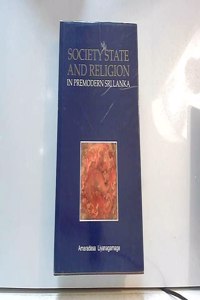 SOCIETY STATE
AND RELIGION
IN PREMODERN SRI LANKA
Amaradasa Liyanagamage